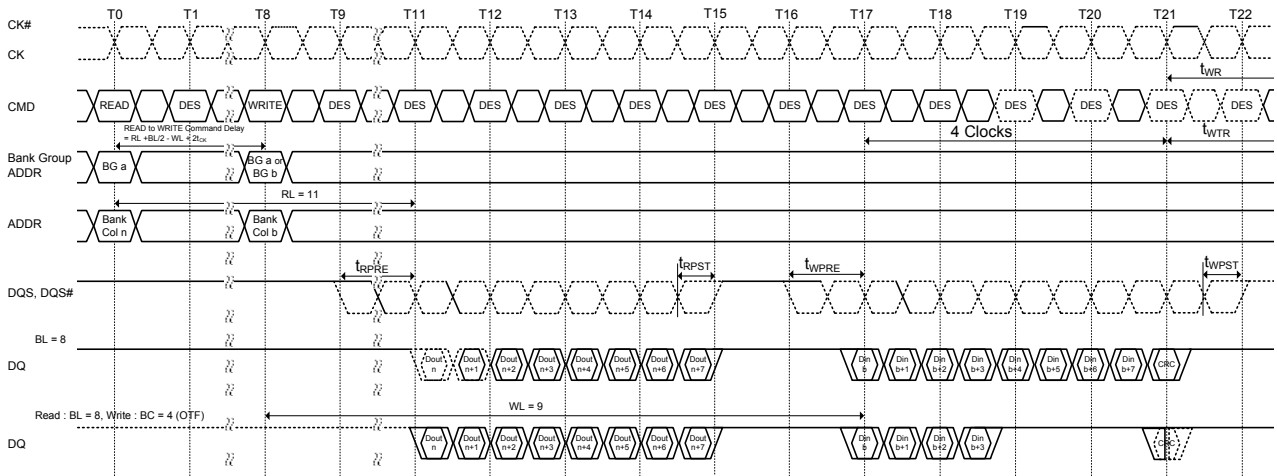 T0 T1 T8 T9 T10 T11 T12 T13 T14 T15 T16 T17 T18 T19 T20 T21 T22
CK#
CK
tWR
CMD READ DES WRITE DES DES DES DES DES DES DES DES DES DES DES DES DES DES
READ to WRITE Command Delay
= RL +BL/2 - WL + 2tCK
4 Clocks
tWTR
Bank Group
ADDR
BG a
BG a or
BG b
RL = 11
ADDR
Bank
Col n
Bank
Col b
tRPRE tRPST tWPRE tWPST
DQS, DQS#
BL = 8
DQ
Dout n Dout n+1 Dout n+2 Dout n+3 Dout n+4 Dout n+5 Dout n+6 Dout n+7 Din b Din b+1 Din b+2 Din b+3 Din b+4 Din b+5 Din b+6 Din b+7 CRC
Read : BL = 8, Write : BC = 4 (OTF)
WL = 9
DQ
Dout n Dout n+1 Dout n+2 Dout n+3 Dout n+4 Dout n+5 Dout n+6 Dout n+7 Din b Din b+1 Din b+2 Din b+3 CRC